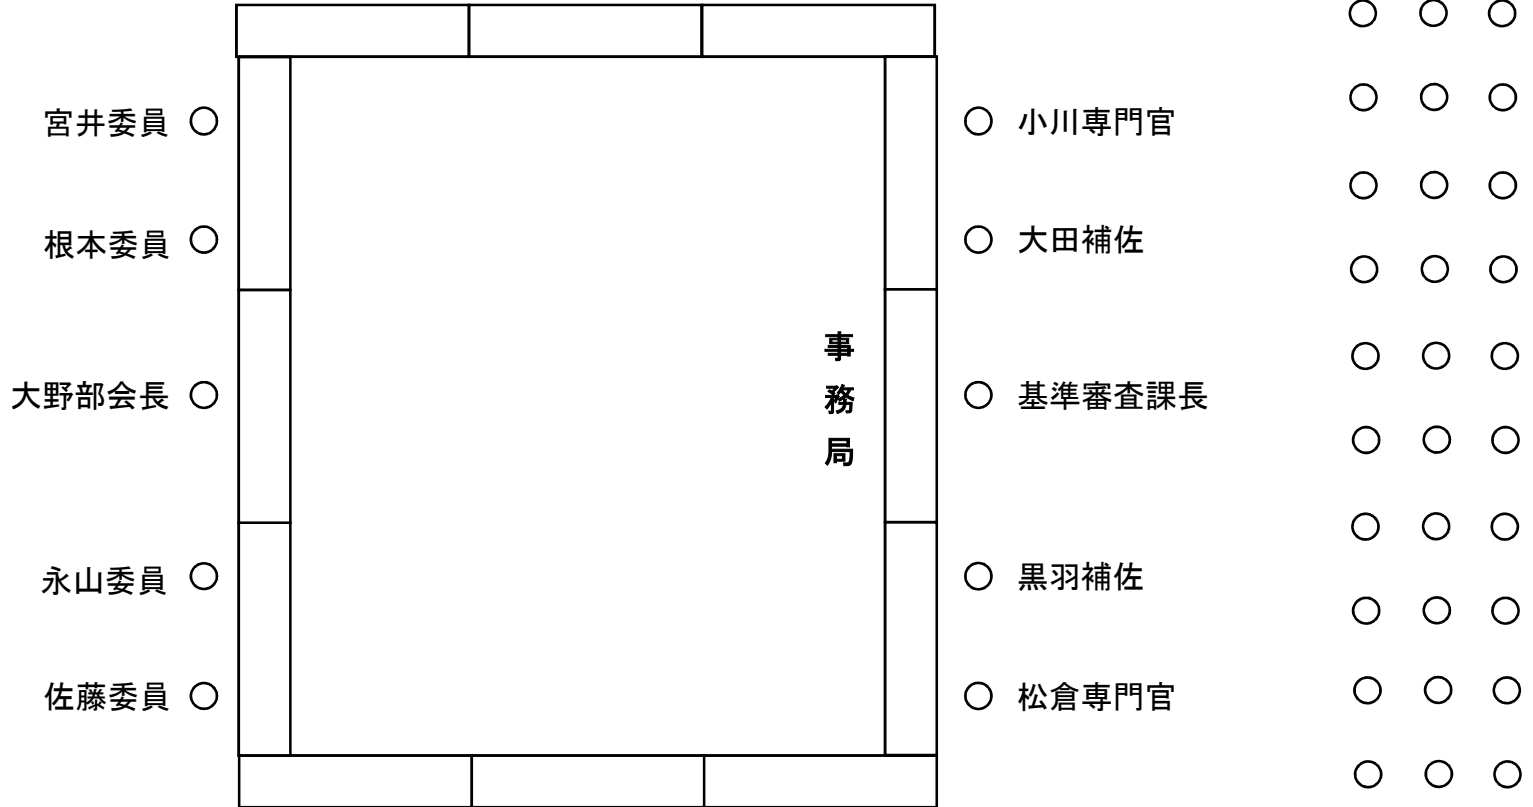 宮井委員
根本委員
大野部会長
永山委員
佐藤委員
事務局
小川専門官
大田補佐
基準審査課長
黒羽補佐
松倉専門官